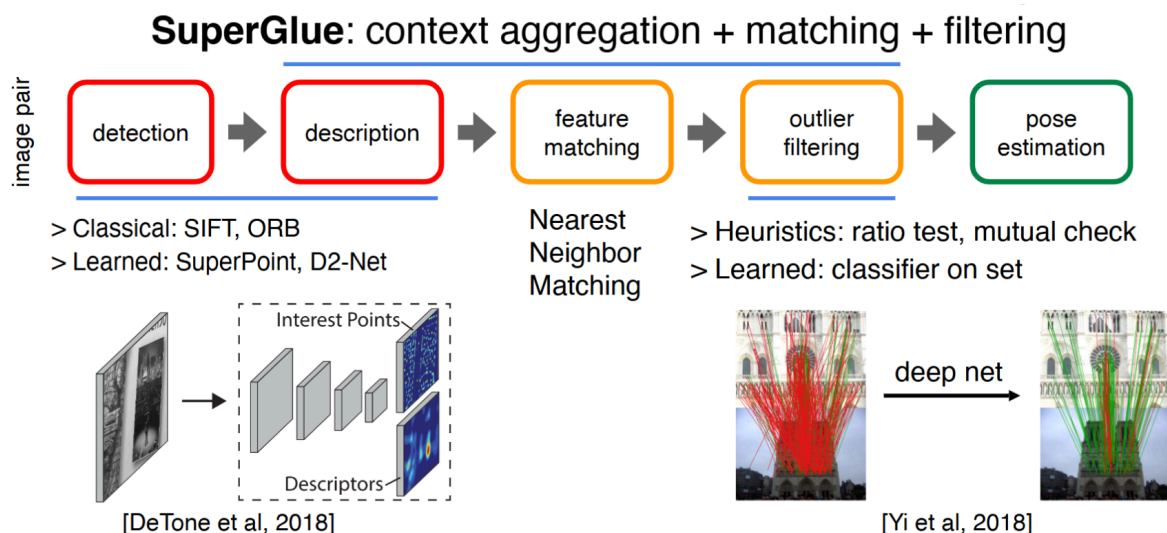 SuperGlue: context aggregation + matching + filtering
image pair
detection
description
feature
matching
outlier
filtering
pose
estimation
> Classical: SIFT, ORB
> Learned: SuperPoint, D2-Net
Nearest
Neighbor
Matching
> Heuristics: ratio test, mutual check
> Learned: classifier on set
Interest Points
Descriptors
[DeTone et al, 2018]
deep net
[Yi et al, 2018]